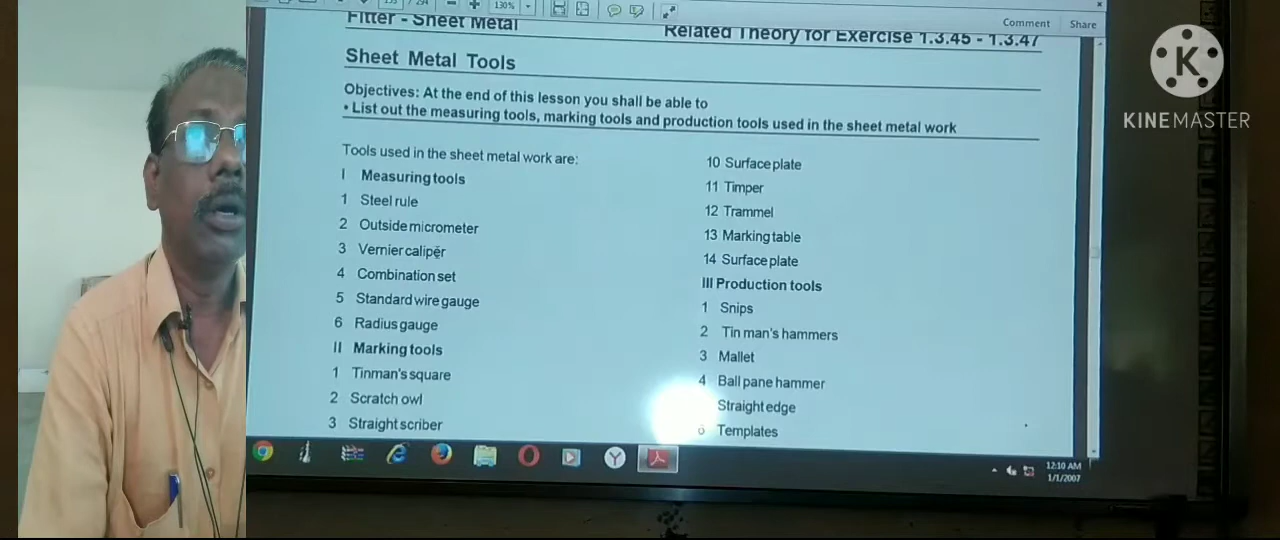 130%
Comment
Share
Fitter - Sheet Metal
Related Theory for Exercise 1.3.45 - 1.3.47
Sheet Metal Tools
Objectives: At the end of this lesson you shall be able to
• List out the measuring tools, marking tools and production tools used in the sheet metal work
Tools used in the sheet metal work are:
I Measuring tools
1 Steel rule
2 Outside micrometer
3 Vernier caliper
4 Combination set
5 Standard wire gauge
6 Radius gauge
II Marking tools
1 Tinman's square
2 Scratch owl
3 Straight scriber
10 Surface plate
11 Timper
12 Trammel
13 Marking table
14 Surface plate
III Production tools
1 Snips
2 Tin man's hammers
3 Mallet
4 Ball pane hammer
Straight edge
6 Templates
12:10 AM
1/1/2007
K
KINEMASTER